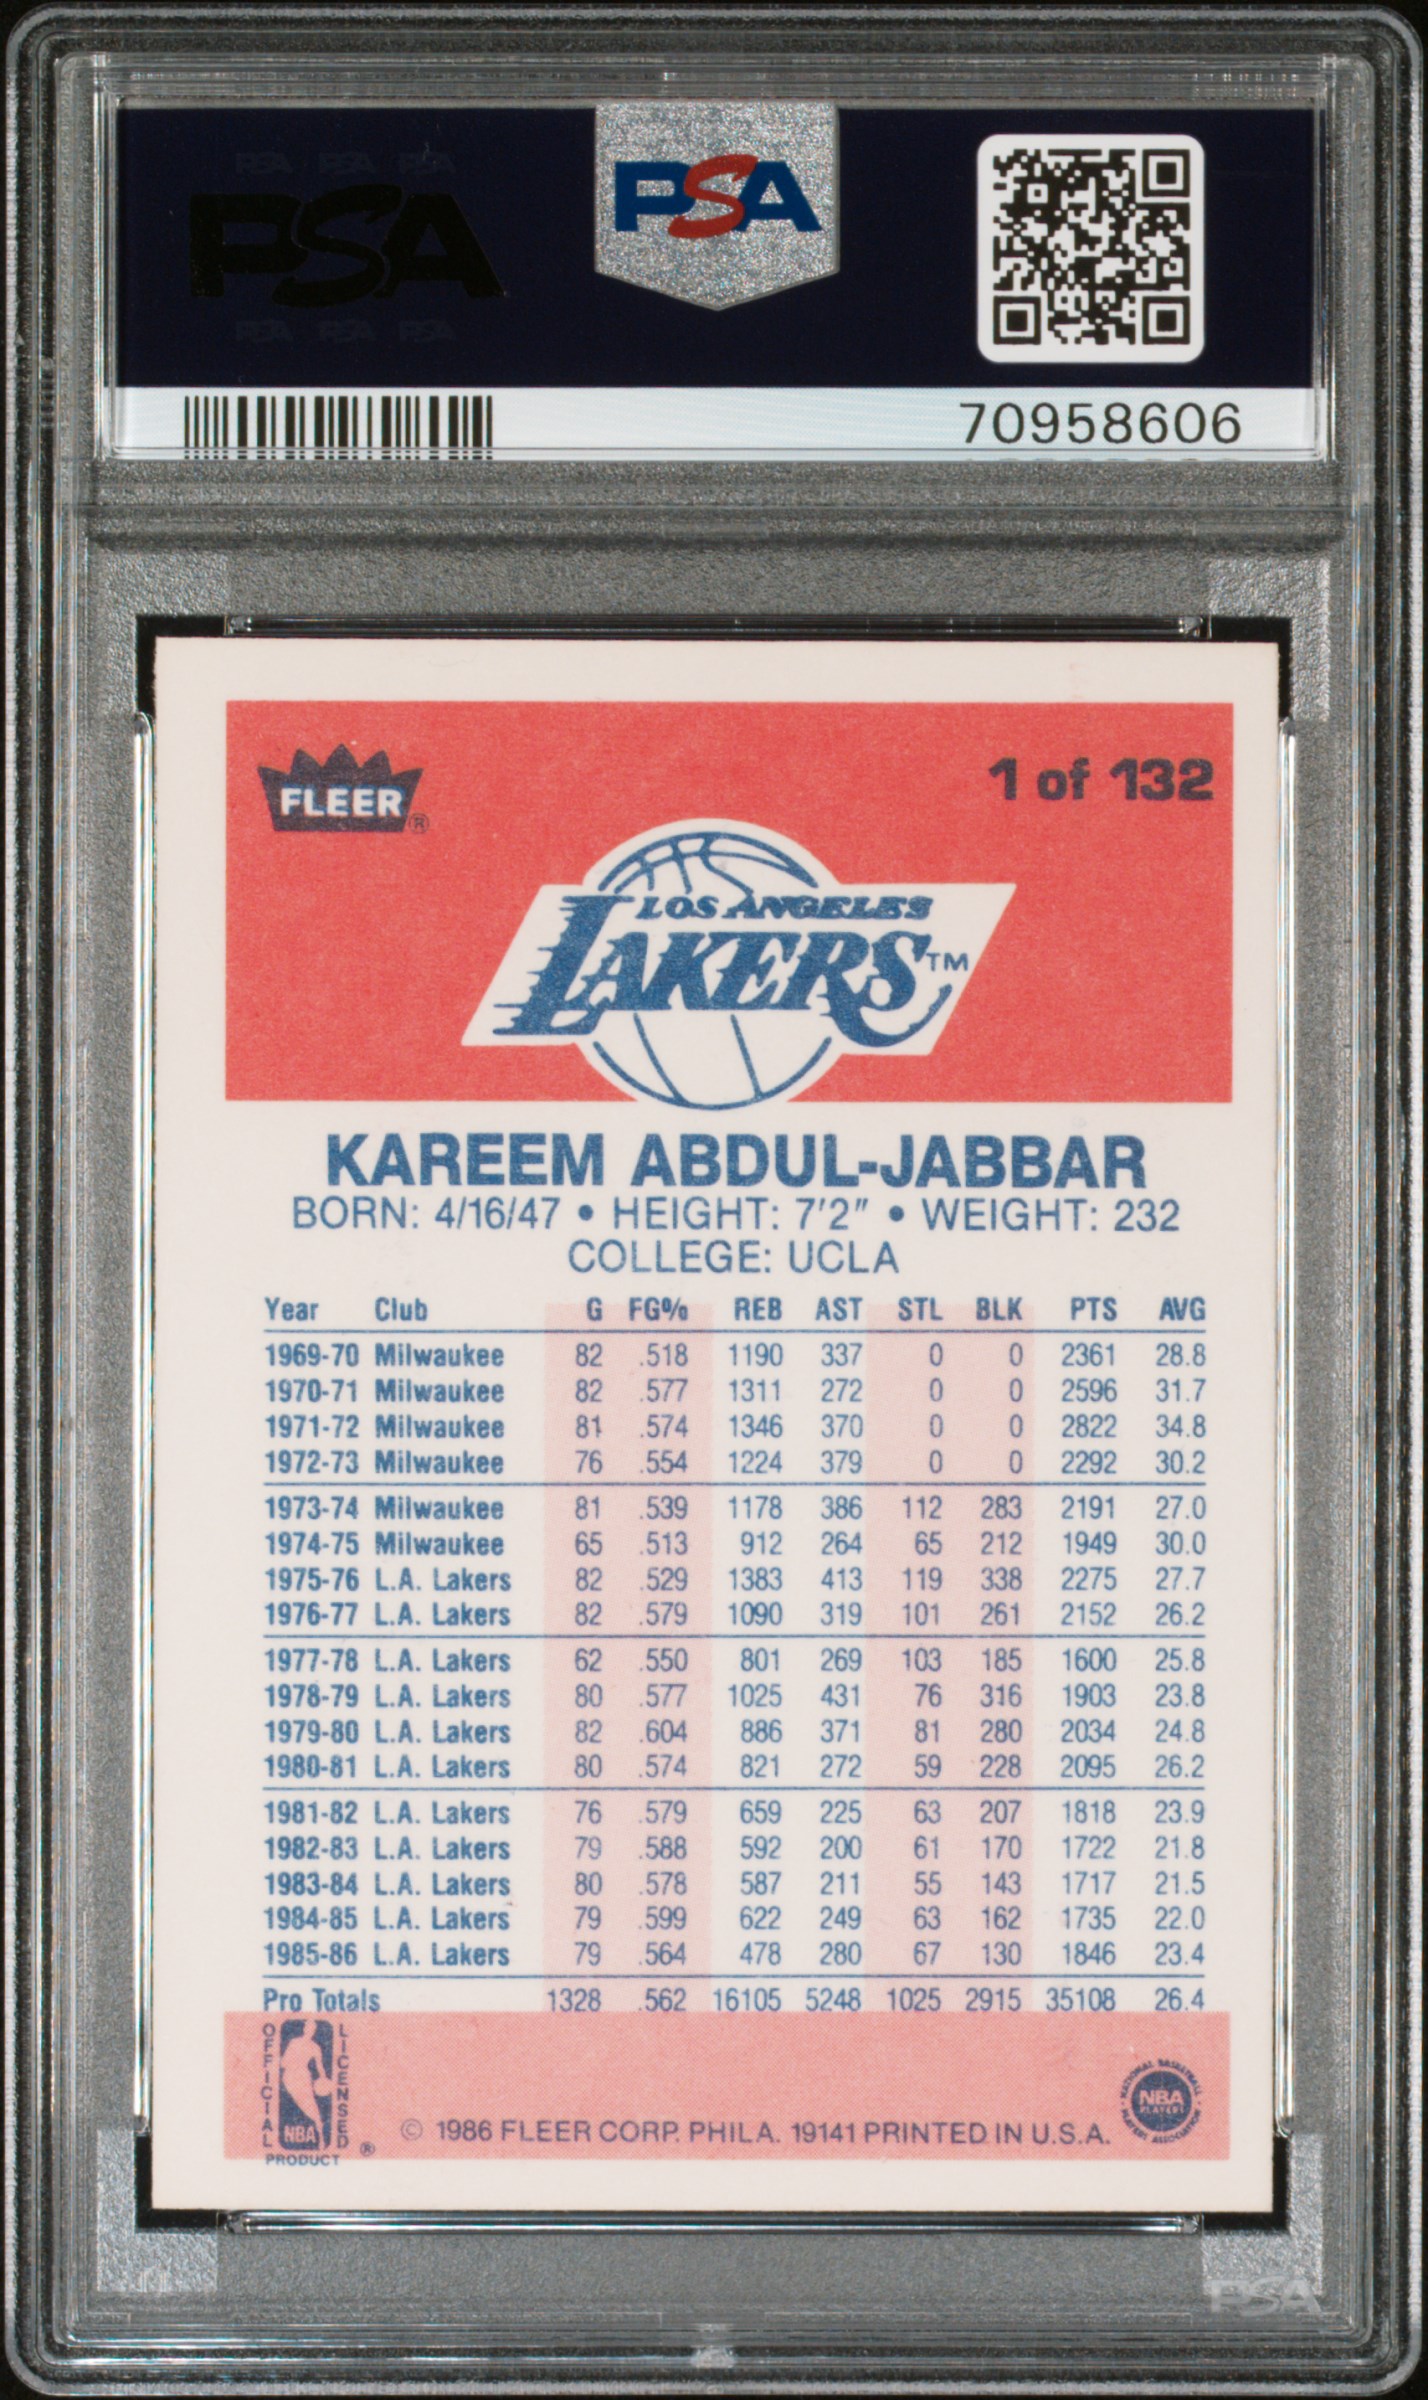 PSA PSA PSA
PSA
PSA PSA PSA
PSA
70958606
FLEER®
1 of 132
LOS ANGELES
LAKERS™
KAREEM ABDUL-JABBAR
BORN: 4/16/47 • HEIGHT: 7'2" • WEIGHT: 232
COLLEGE: UCLA
Year Club G FG% REB AST STL BLK PTS AVG
1969-70 Milwaukee 82 .518 1190 337 0 0 2361 28.8
1970-71 Milwaukee 82 .577 1311 272 0 0 2596 31.7
1971-72 Milwaukee 81 .574 1346 370 0 0 2822 34.8
1972-73 Milwaukee 76 .554 1224 379 0 0 2292 30.2
1973-74 Milwaukee 81 .539 1178 386 112 283 2191 27.0
1974-75 Milwaukee 65 .513 912 264 65 212 1949 30.0
1975-76 L.A. Lakers 82 .529 1383 413 119 338 2275 27.7
1976-77 L.A. Lakers 82 .579 1090 319 101 261 2152 26.2
1977-78 L.A. Lakers 62 .550 801 269 103 185 1600 25.8
1978-79 L.A. Lakers 80 .577 1025 431 76 316 1903 23.8
1979-80 L.A. Lakers 82 .604 886 371 81 280 2034 24.8
1980-81 L.A. Lakers 80 .574 821 272 59 228 2095 26.2
1981-82 L.A. Lakers 76 .579 659 225 63 207 1818 23.9
1982-83 L.A. Lakers 79 .588 592 200 61 170 1722 21.8
1983-84 L.A. Lakers 80 .578 587 211 55 143 1717 21.5
1984-85 L.A. Lakers 79 .599 622 249 63 162 1735 22.0
1985-86 L.A. Lakers 79 .564 478 280 67 130 1846 23.4
Pro Totals 1328 .562 16105 5248 1025 2915 35108 26.4
OFFICIAL
NBA
LICENSED
PRODUCT ®
© 1986 FLEER CORP. PHILA. 19141 PRINTED IN U.S.A.
NATIONAL BASKETBALL
NBA
PLAYERS
PLAYERS ASSOCIATION
PSA